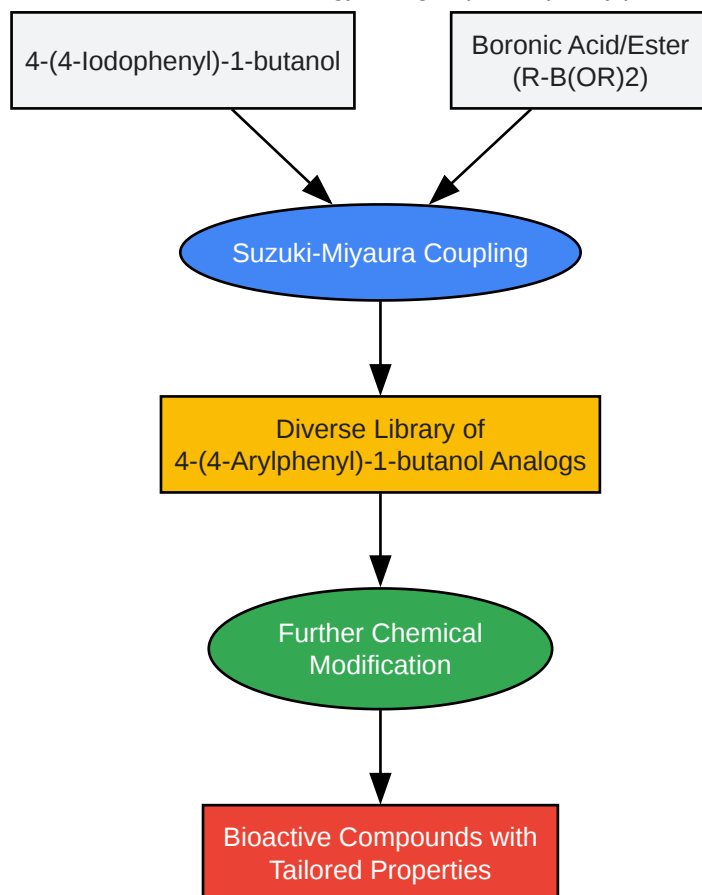 4-(4-Iodophenyl)-1-butanol
Boronic Acid/Ester
(R-B(OR)2)
Suzuki-Miyaura Coupling
Diverse Library of
4-(4-Arylphenyl)-1-butanol Analogs
Further Chemical
Modification
Bioactive Compounds with
Tailored Properties